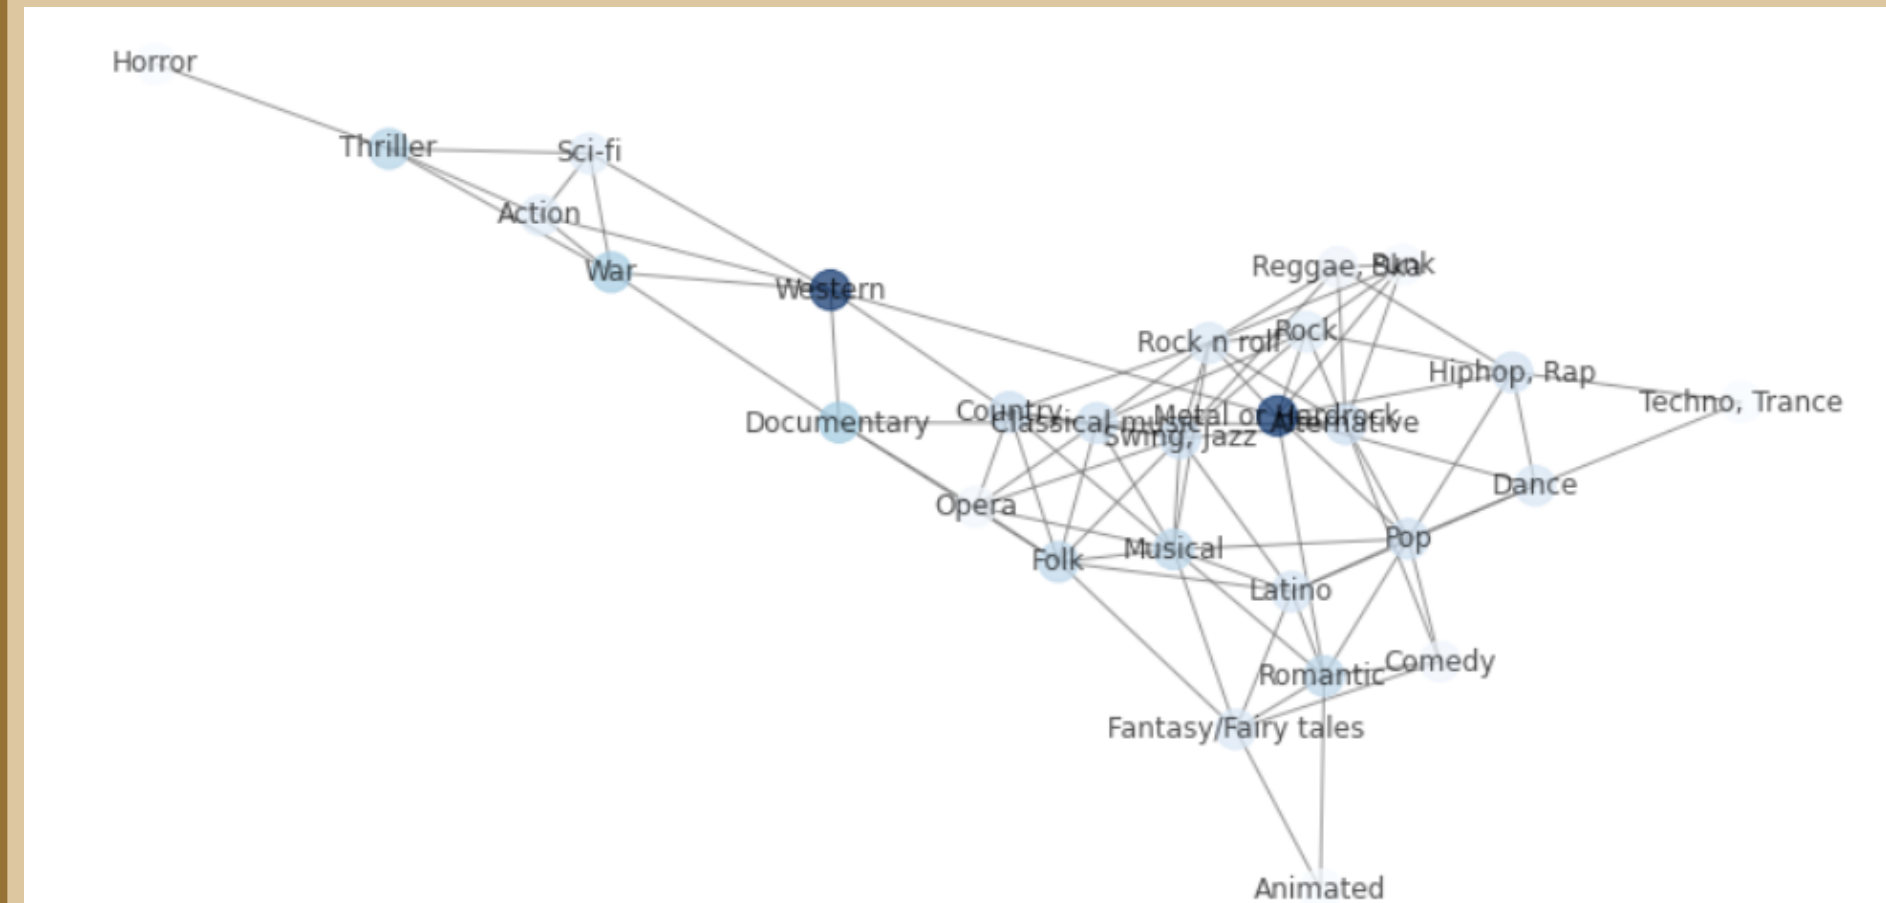 Horror
Thriller
Sci-fi
Action
War
Western
Reggae, Ska
Punk
Rock
Rock n roll
Hiphop, Rap
Techno, Trance
Country
Documentary
Classical music
Metal or Hardrock
Alternative
Swing, Jazz
Dance
Opera
Pop
Musical
Folk
Latino
Comedy
Romantic
Fantasy/Fairy tales
Animated